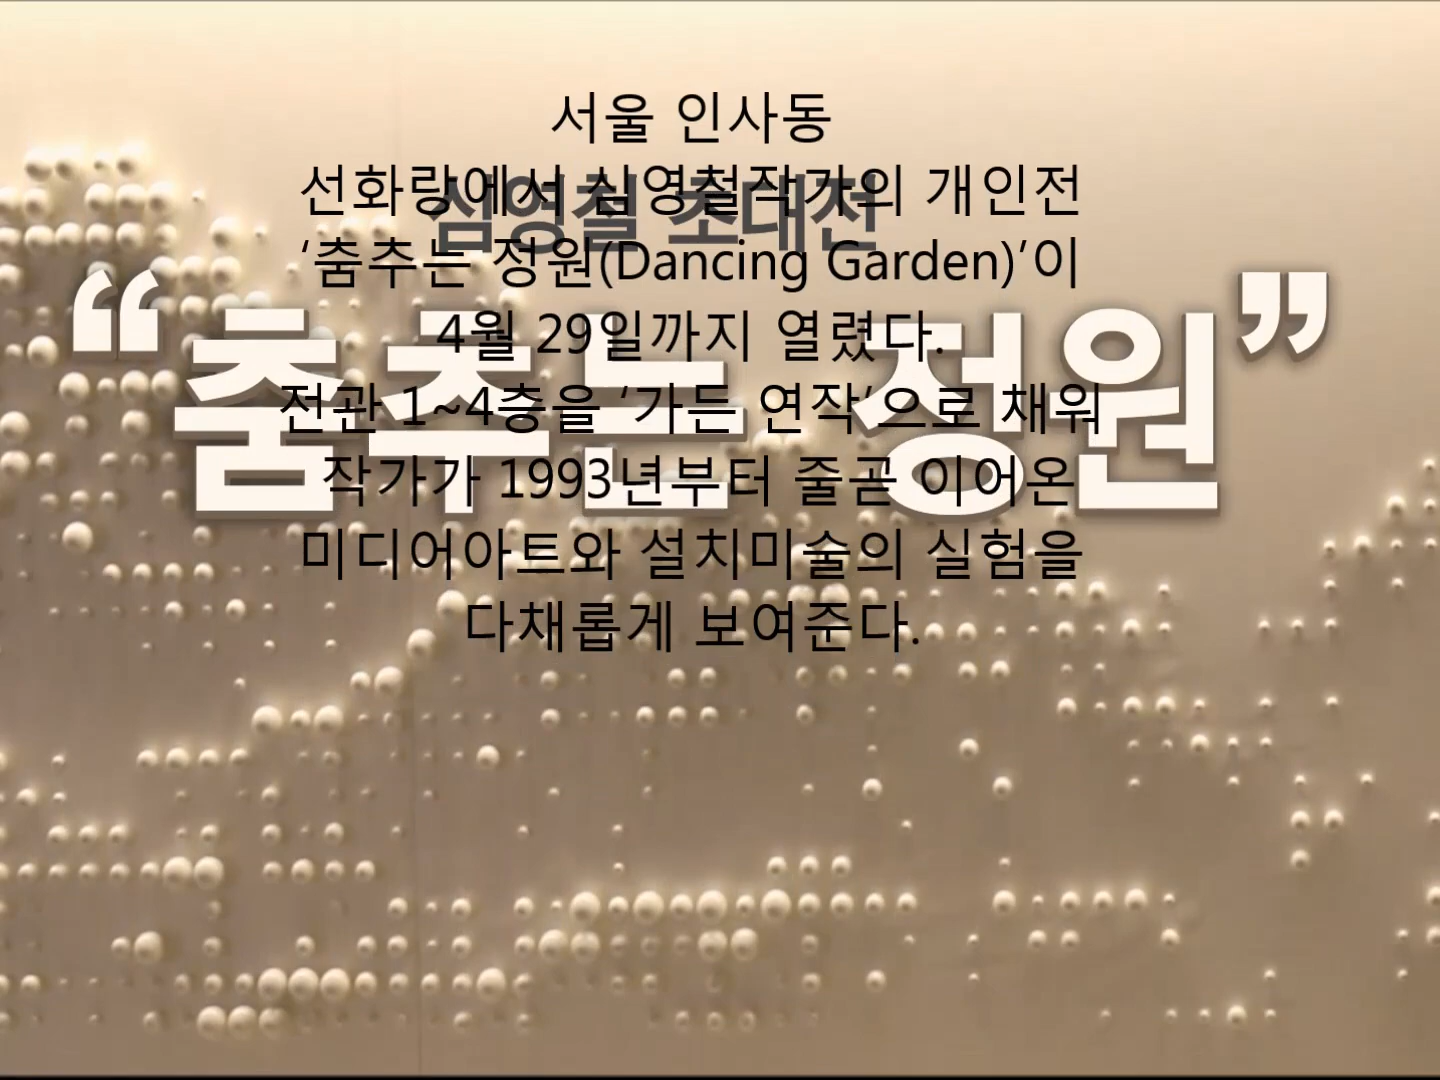 서울 인사동
선화랑에서 심영철작가의 개인전
‘춤추는 정원(Dancing Garden)’이
4월 29일까지 열렸다.
전관 1~4층을 ‘가든 연작’으로 채워
작가가 1993년부터 줄곧 이어온
미디어아트와 설치미술의 실험을
다채롭게 보여준다.
심영철 초대전
“춤추는 정원”